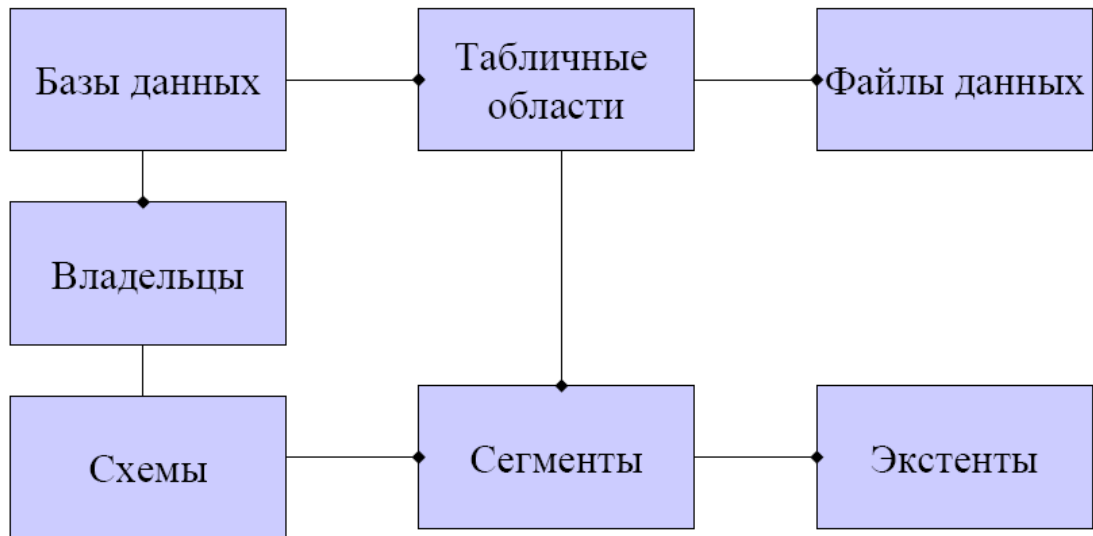 Базы данных
Табличные
области
Файлы данных
Владельцы
Схемы
Сегменты
Экстенты